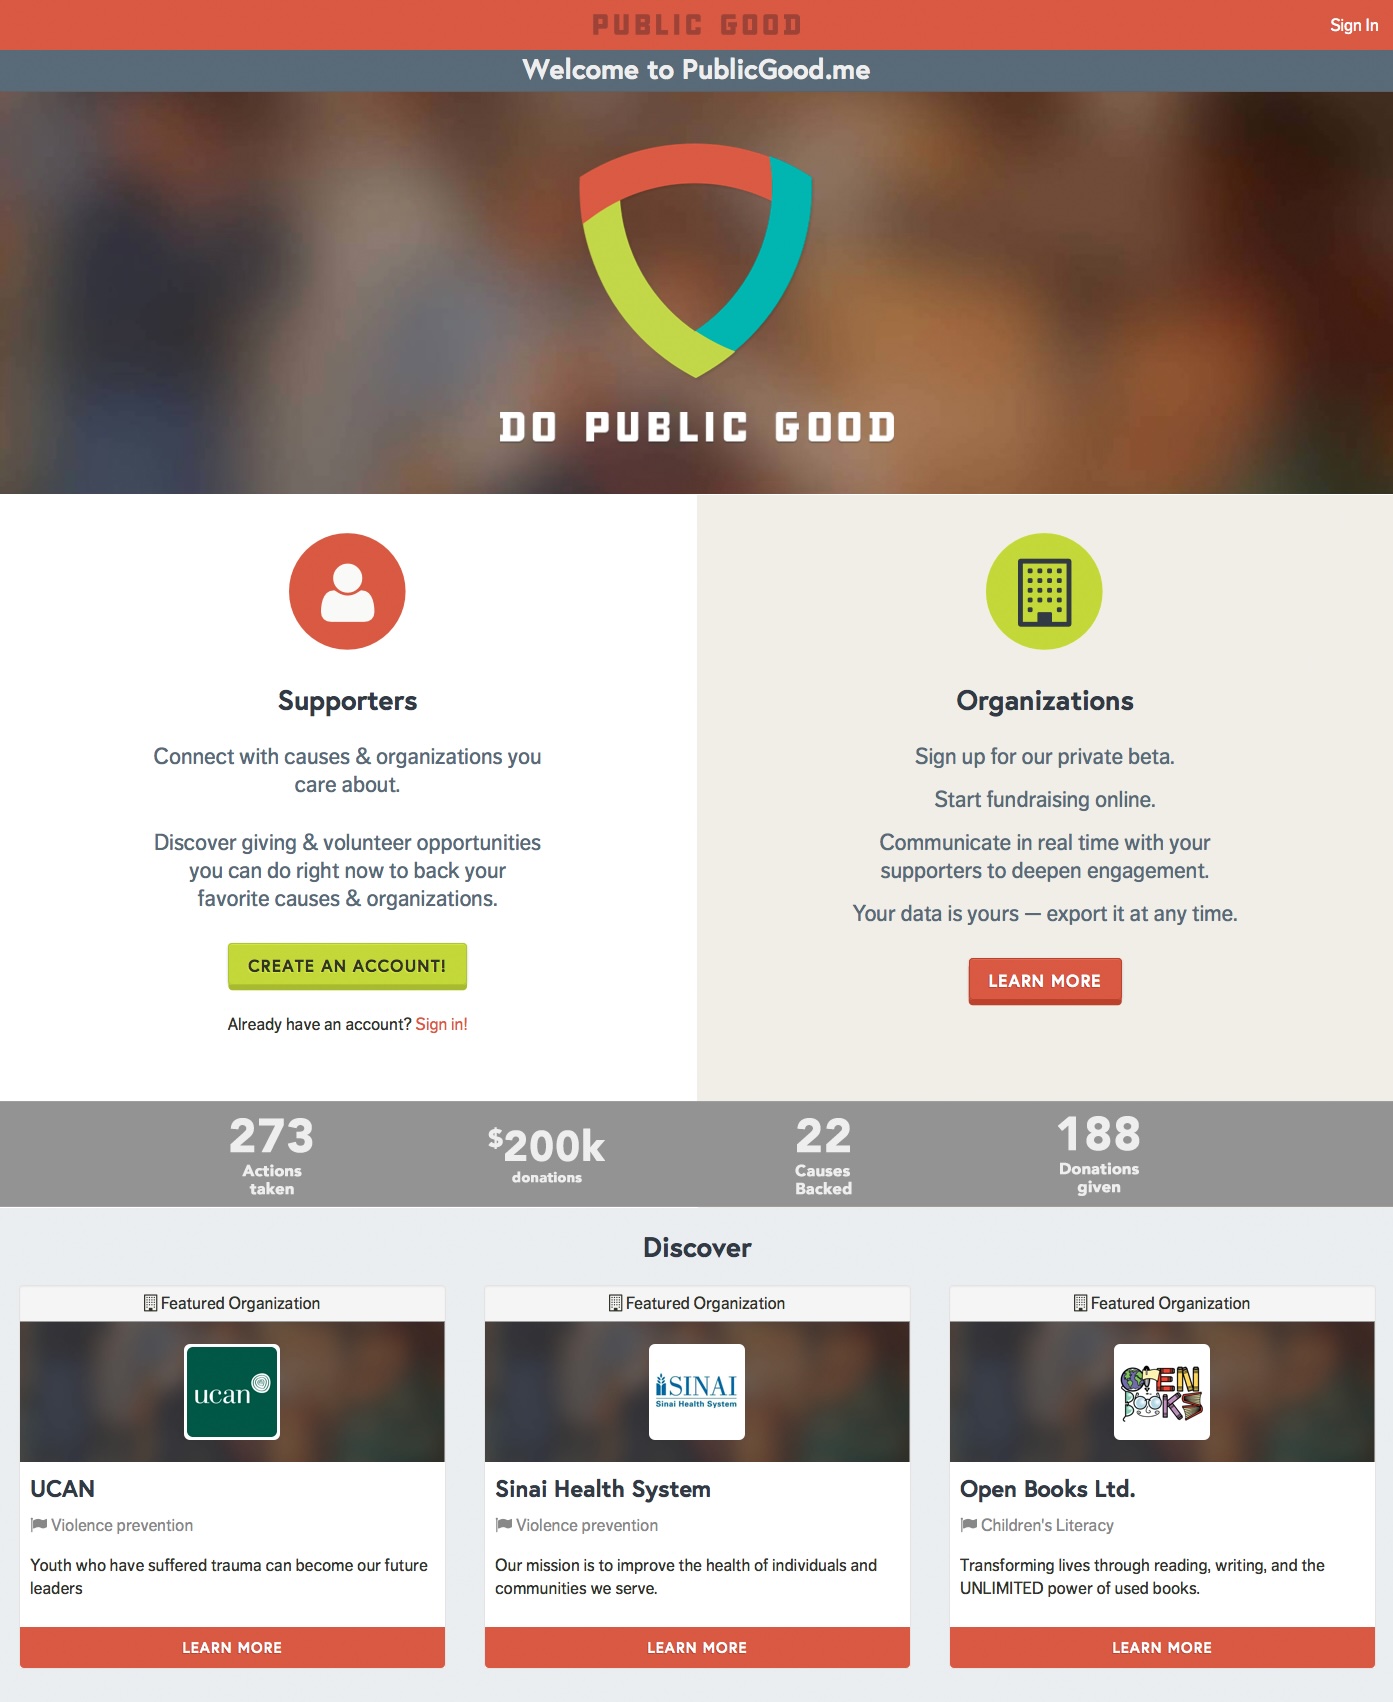 PUBLIC GOOD
Sign In
Welcome to PublicGood.me
DO PUBLIC GOOD
Supporters
Connect with causes & organizations you
care about.
Discover giving & volunteer opportunities
you can do right now to back your
favorite causes & organizations.
CREATE AN ACCOUNT!
Already have an account? Sign in!
Organizations
Sign up for our private beta.
Start fundraising online.
Communicate in real time with your
supporters to deepen engagement.
Your data is yours — export it at any time.
LEARN MORE
273
Actions
taken
$200k
donations
22
Causes
Backed
188
Donations
given
Discover
Featured Organization
ucan
UCAN
Violence prevention
Youth who have suffered trauma can become our future
leaders
LEARN MORE
Featured Organization
SINAI
Sinai Health System
Sinai Health System
Violence prevention
Our mission is to improve the health of individuals and
communities we serve.
LEARN MORE
Featured Organization
OPEN
BOOKS
Open Books Ltd.
Children's Literacy
Transforming lives through reading, writing, and the
UNLIMITED power of used books.
LEARN MORE